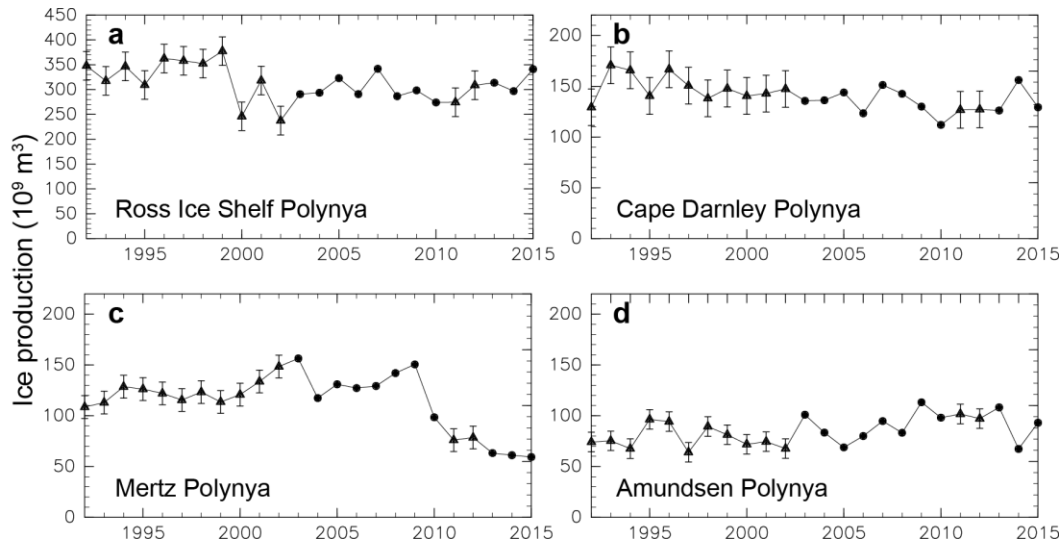 Ice production (10⁹ m³)
a
450
400
350
300
250
200
150
100
50
0
Ross Ice Shelf Polynya
1995 2000 2005 2010 2015
b
200
150
100
50
0
Cape Darnley Polynya
1995 2000 2005 2010 2015
c
200
150
100
50
0
Mertz Polynya
1995 2000 2005 2010 2015
d
200
150
100
50
0
Amundsen Polynya
1995 2000 2005 2010 2015